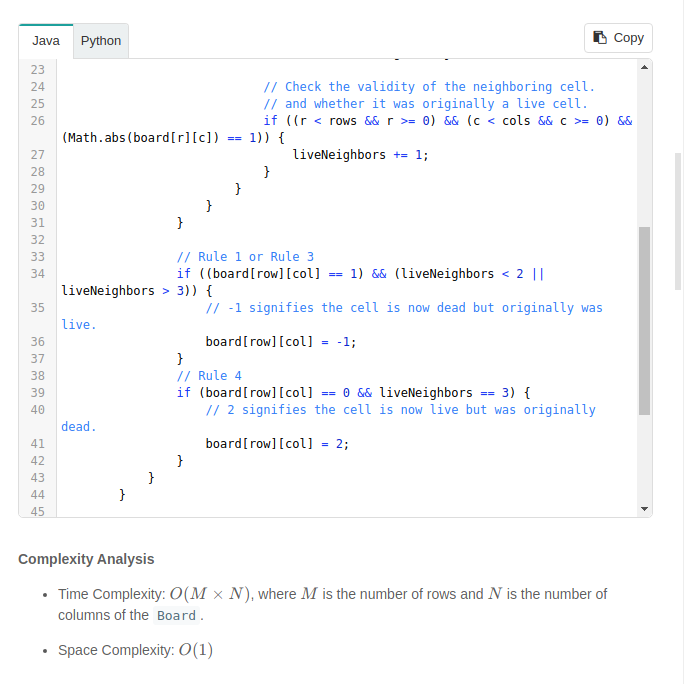 Java Python Copy
23
24 // Check the validity of the neighboring cell.
25 // and whether it was originally a live cell.
26 if ((r < rows && r >= 0) && (c < cols && c >= 0) &&
(Math.abs(board[r][c]) == 1)) {
27 liveNeighbors += 1;
28 }
29 }
30 }
31 }
32
33 // Rule 1 or Rule 3
34 if ((board[row][col] == 1) && (liveNeighbors < 2 ||
liveNeighbors > 3)) {
35 // -1 signifies the cell is now dead but originally was
live.
36 board[row][col] = -1;
37 }
38 // Rule 4
39 if (board[row][col] == 0 && liveNeighbors == 3) {
40 // 2 signifies the cell is now live but was originally
dead.
41 board[row][col] = 2;
42 }
43 }
44 }
45
Complexity Analysis
• Time Complexity: O(M × N), where M is the number of rows and N is the number of
columns of the Board.
• Space Complexity: O(1)